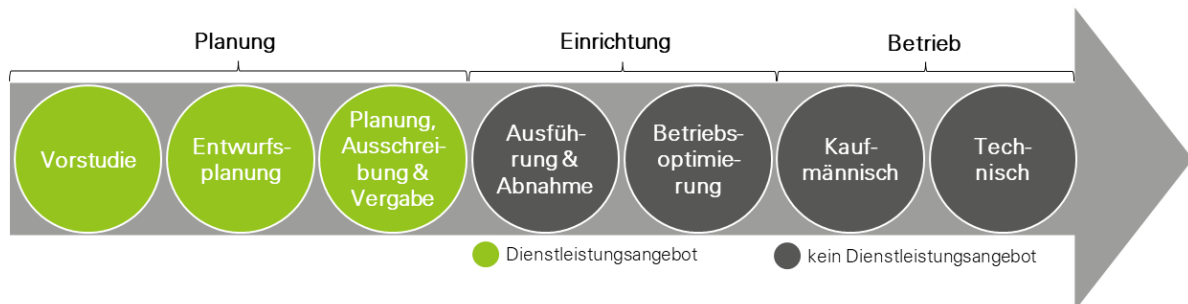 Planung
Einrichtung
Betrieb
Vorstudie
Entwurfs-
planung
Planung,
Ausschrei-
bung &
Vergabe
Ausfüh-
rung &
Abnahme
Betriebs-
optimie-
rung
Kauf-
männisch
Tech-
nisch
Dienstleistungsangebot
kein Dienstleistungsangebot